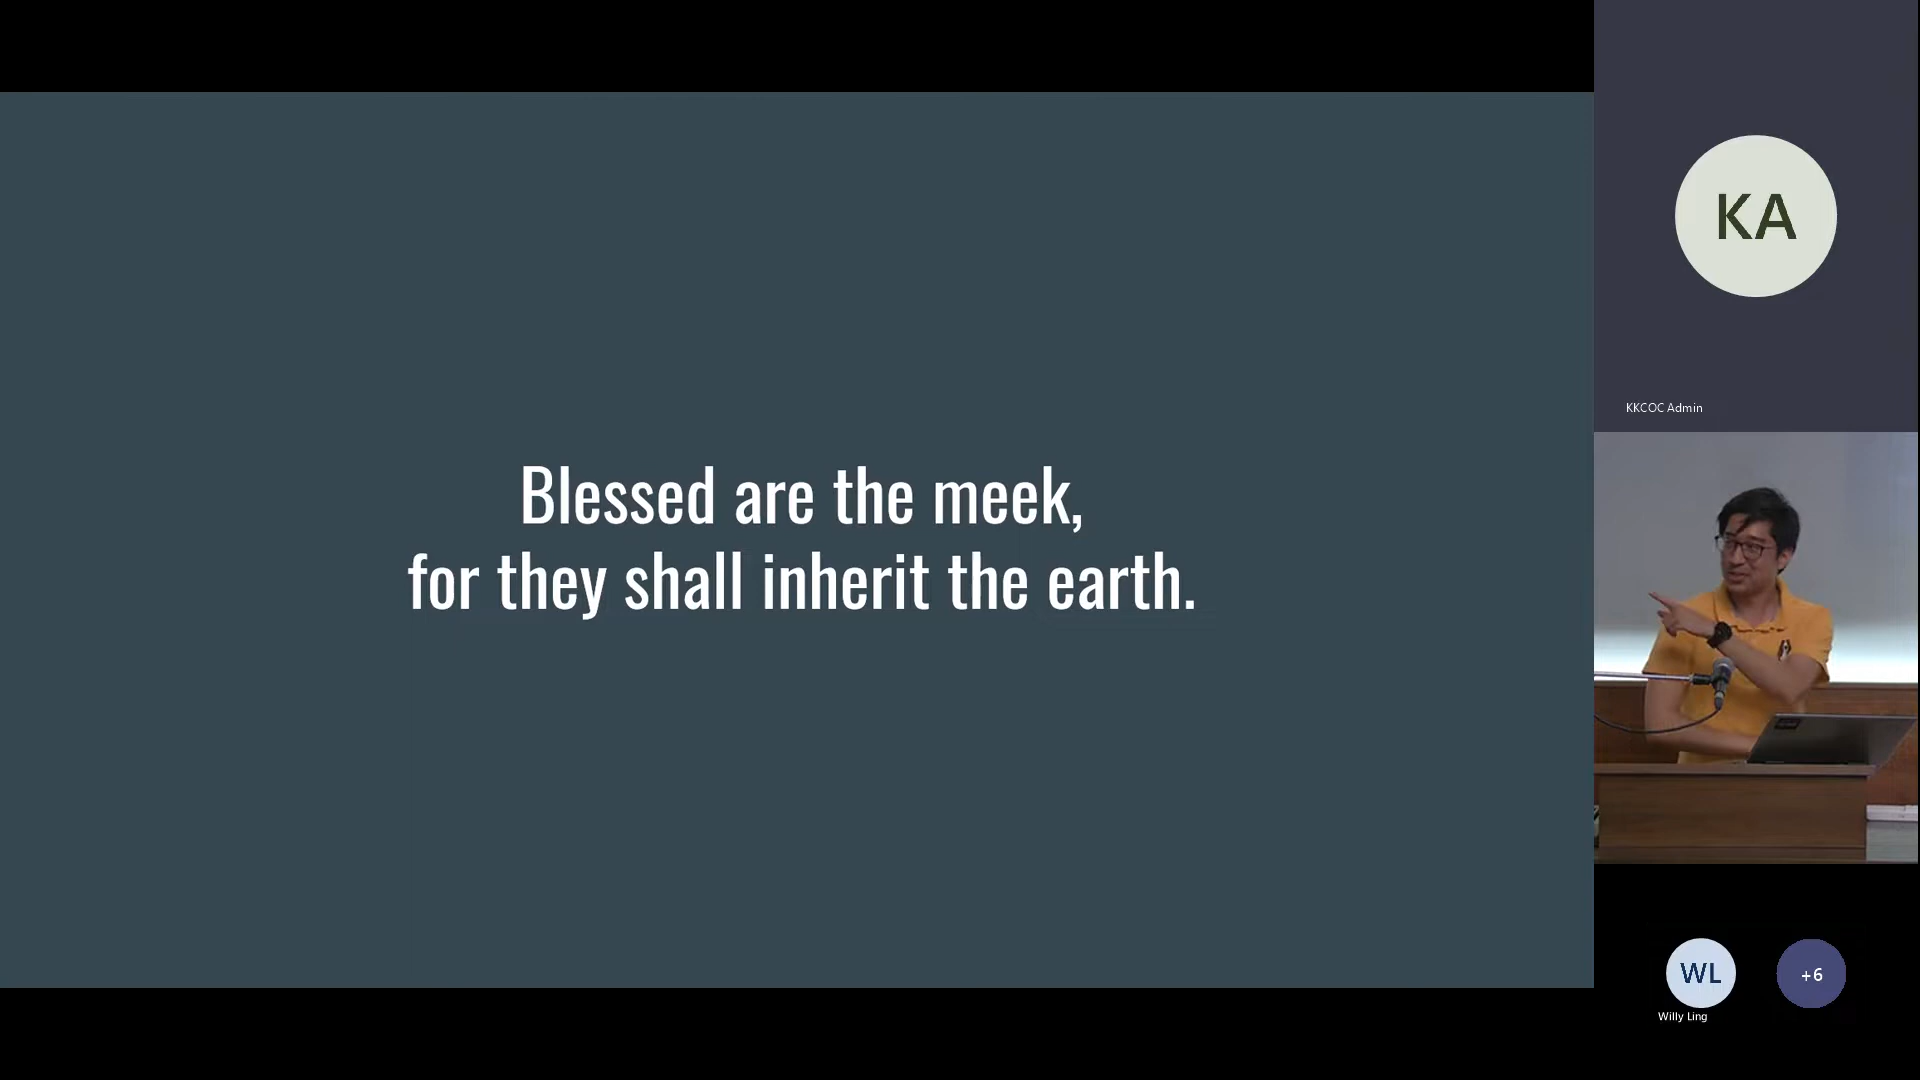 Blessed are the meek,
for they shall inherit the earth.
KA
KKCOC Admin
WL
+6
Willy Ling